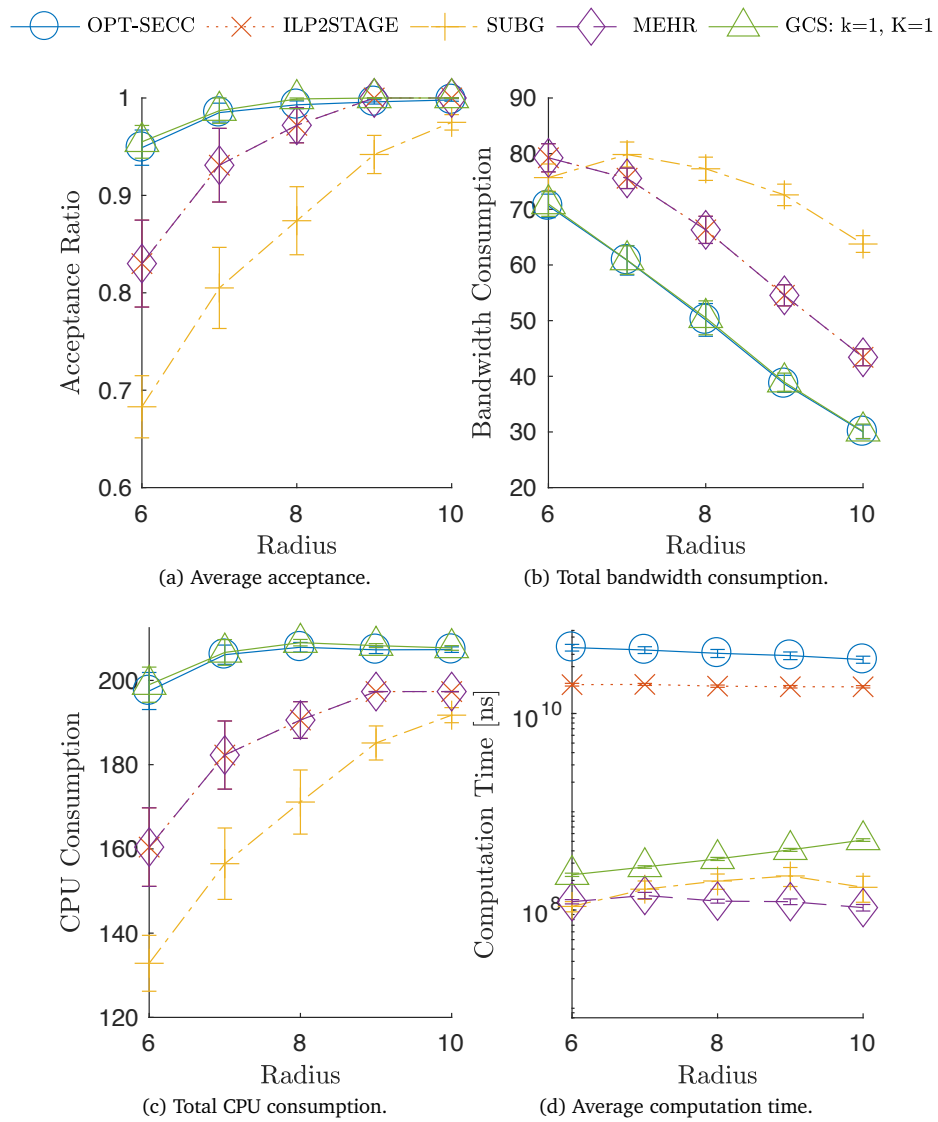 OPT-SECC ILP2STAGE SUBG MEHR GCS: k=1, K=1
1
0.9
0.8
0.7
0.6
6 8 10
Acceptance Ratio
Radius
(a) Average acceptance.
90
80
70
60
50
40
30
20
6 8 10
Bandwidth Consumption
Radius
(b) Total bandwidth consumption.
200
180
160
140
120
6 8 10
CPU Consumption
Radius
(c) Total CPU consumption.
10^10
10^8
6 8 10
Computation Time [ns]
Radius
(d) Average computation time.